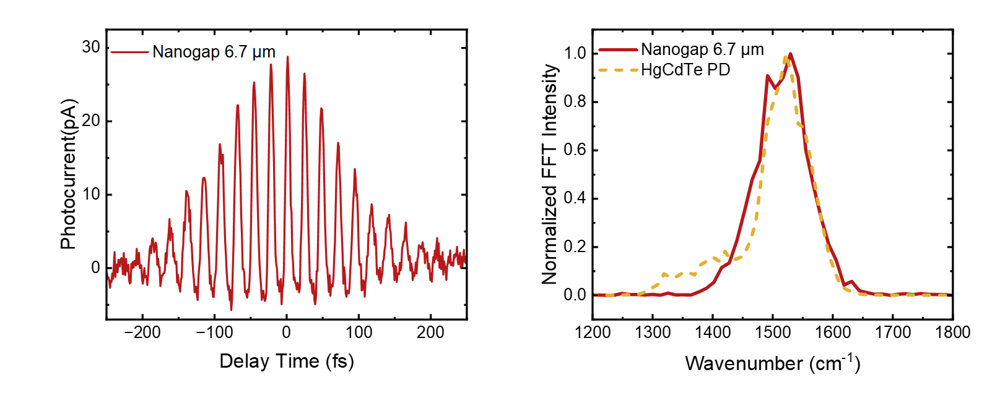 Nanogap 6.7 µm
30
20
10
0
Photocurrent(pA)
−200 −100 0 100 200
Delay Time (fs)
Nanogap 6.7 µm
HgCdTe PD
1.0
0.8
0.6
0.4
0.2
0.0
Normalized FFT Intensity
1200 1300 1400 1500 1600 1700 1800
Wavenumber (cm⁻¹)